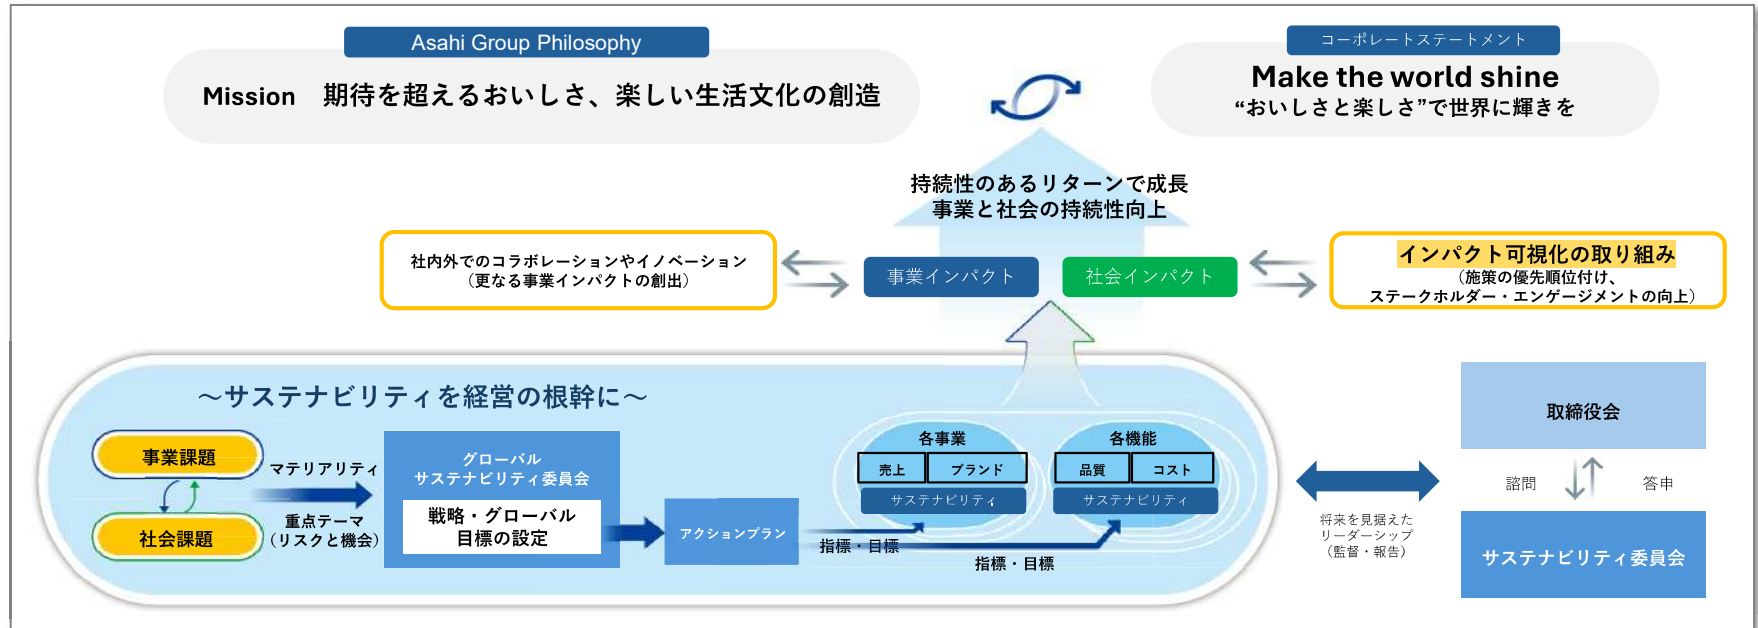 Asahi Group Philosophy
Mission 期待を超えるおいしさ、楽しい生活文化の創造
コーポレートステートメント
Make the world shine
“おいしさと楽しさ”で世界に輝きを
持続性のあるリターンで成長
事業と社会の持続性向上
社内外でのコラボレーションやイノベーション
（更なる事業インパクトの創出）
事業インパクト
社会インパクト
インパクト可視化の取り組み
（施策の優先順位付け、
ステークホルダー・エンゲージメントの向上）
～サステナビリティを経営の根幹に～
事業課題
社会課題
マテリアリティ
重点テーマ
（リスクと機会）
グローバル
サステナビリティ委員会
戦略・グローバル
目標の設定
アクションプラン
指標・目標
指標・目標
各事業
売上
ブランド
サステナビリティ
各機能
品質
コスト
サステナビリティ
将来を見据えた
リーダーシップ
（監督・報告）
取締役会
諮問
答申
サステナビリティ委員会